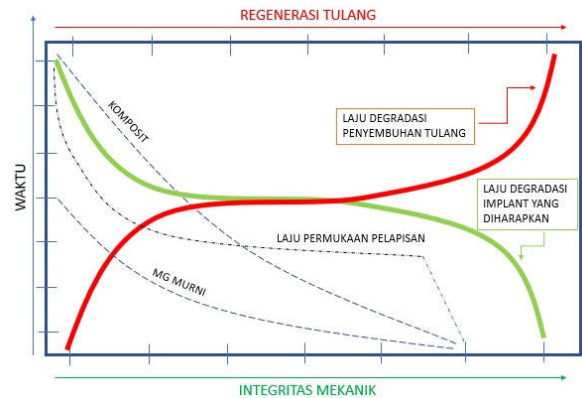 REGENERASI TULANG
KOMPOSIT
LAJU DEGRADASI
PENYEMBUHAN TULANG
WAKTU
LAJU DEGRADASI
IMPLANT YANG
DIHARAPKAN
LAJU PERMUKAAN PELAPISAN
MG MURNI
INTEGRITAS MEKANIK